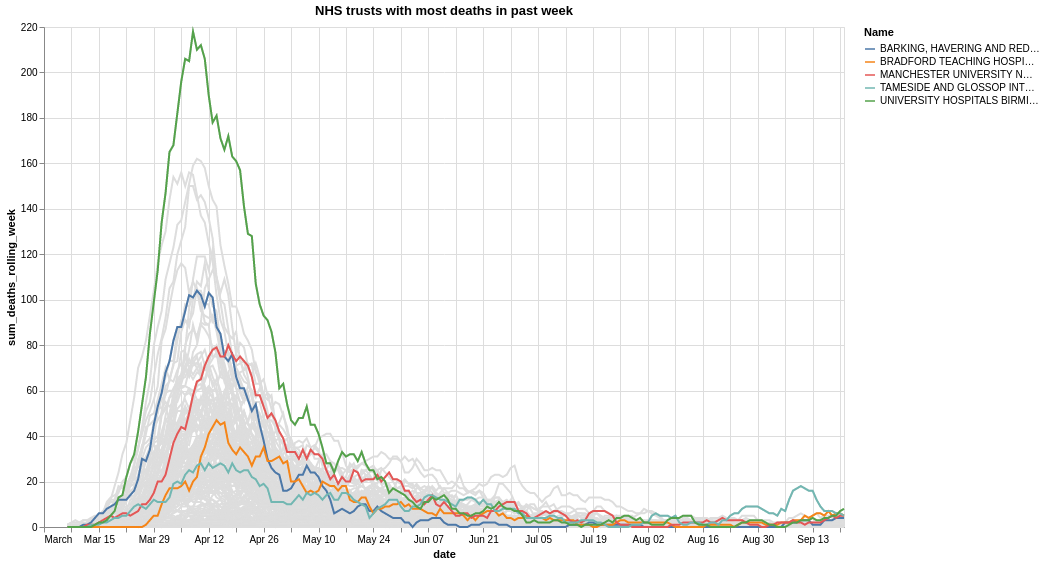 NHS trusts with most deaths in past week
220
200
180
160
140
120
100
80
60
40
20
0
sum_deaths_rolling_week
March Mar 15 Mar 29 Apr 12 Apr 26 May 10 May 24 Jun 07 Jun 21 Jul 05 Jul 19 Aug 02 Aug 16 Aug 30 Sep 13
date
Name
BARKING, HAVERING AND RED…
BRADFORD TEACHING HOSPI…
MANCHESTER UNIVERSITY N…
TAMESIDE AND GLOSSOP INT…
UNIVERSITY HOSPITALS BIRMI…